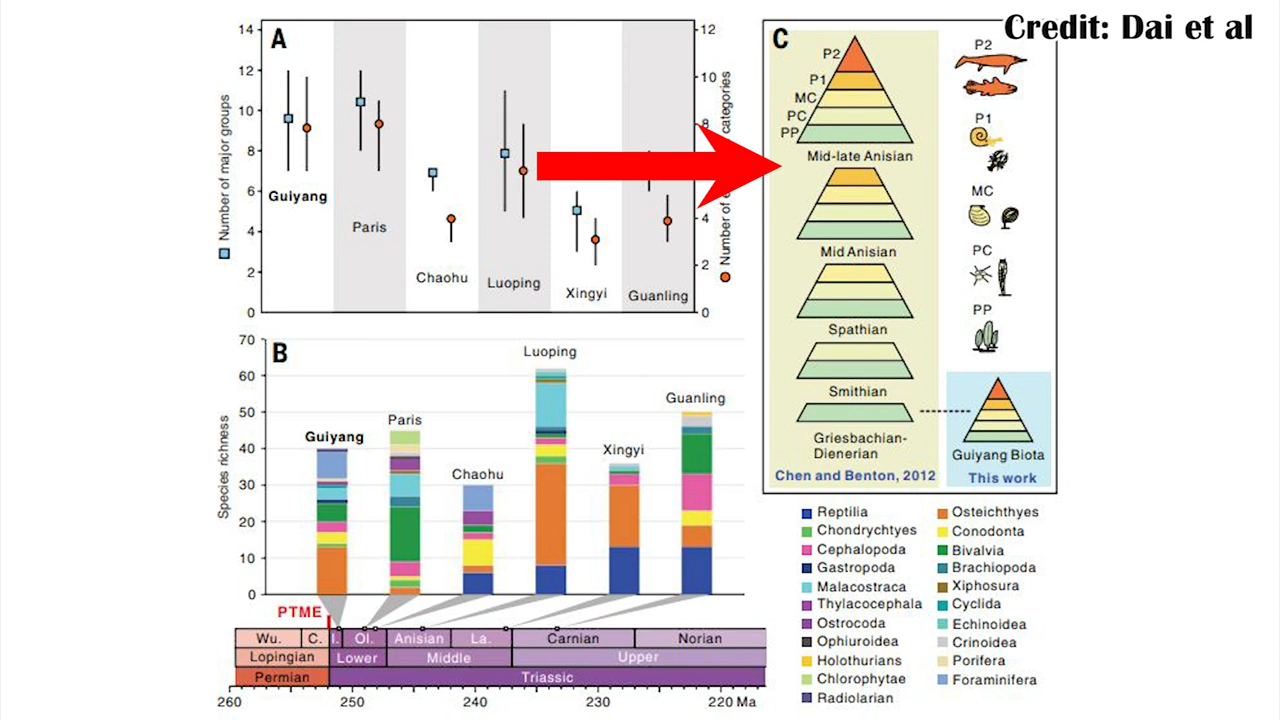 Credit: Dai et al
A
14
12
10
8
6
4
2
0
Number of major groups
Guiyang
Paris
Chaohu
Luoping
Xingyi
Guanling
12
10
8
4
2
0
Number of
categories
B
70
60
50
40
30
20
10
0
Species richness
Guiyang
Paris
Chaohu
Luoping
Xingyi
Guanling
PTME
Wu.
C.
I.
Ol.
Anisian
La.
Carnian
Norian
Lopingian
Lower
Middle
Upper
Permian
Triassic
260
250
240
230
220 Ma
C
P2
P1
MC
PC
PP
Mid-late Anisian
Mid Anisian
Spathian
Smithian
Griesbachian-
Dienerian
Chen and Benton, 2012
P2
P1
MC
PC
PP
Guiyang Biota
This work
Reptilia
Chondrychtyes
Cephalopoda
Gastropoda
Malacostraca
Thylacocephala
Ostrocoda
Ophiuroidea
Holothurians
Chlorophytae
Radiolarian
Osteichthyes
Conodonta
Bivalvia
Brachiopoda
Xiphosura
Cyclida
Echinoidea
Crinoidea
Porifera
Foraminifera